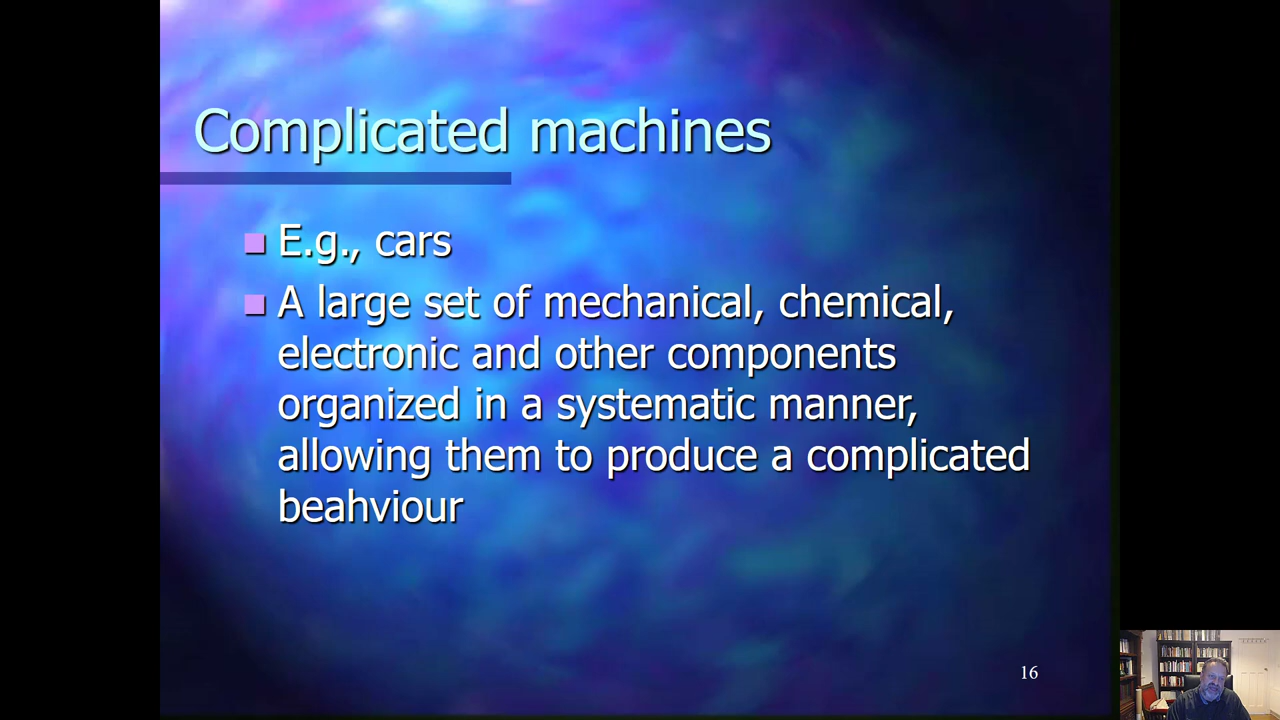 Complicated machines
E.g., cars
A large set of mechanical, chemical,
electronic and other components
organized in a systematic manner,
allowing them to produce a complicated
beahviour
16